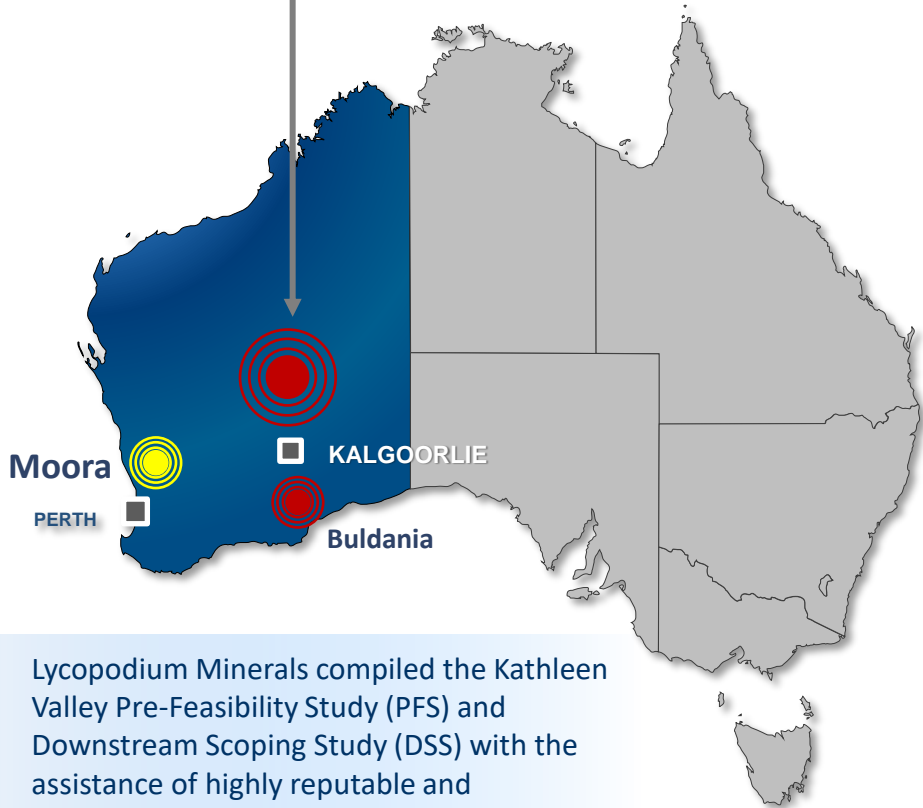 KALGOORLIE
Moora
PERTH
Buldania
Lycopodium Minerals compiled the Kathleen
Valley Pre-Feasibility Study (PFS) and
Downstream Scoping Study (DSS) with the
assistance of highly reputable and